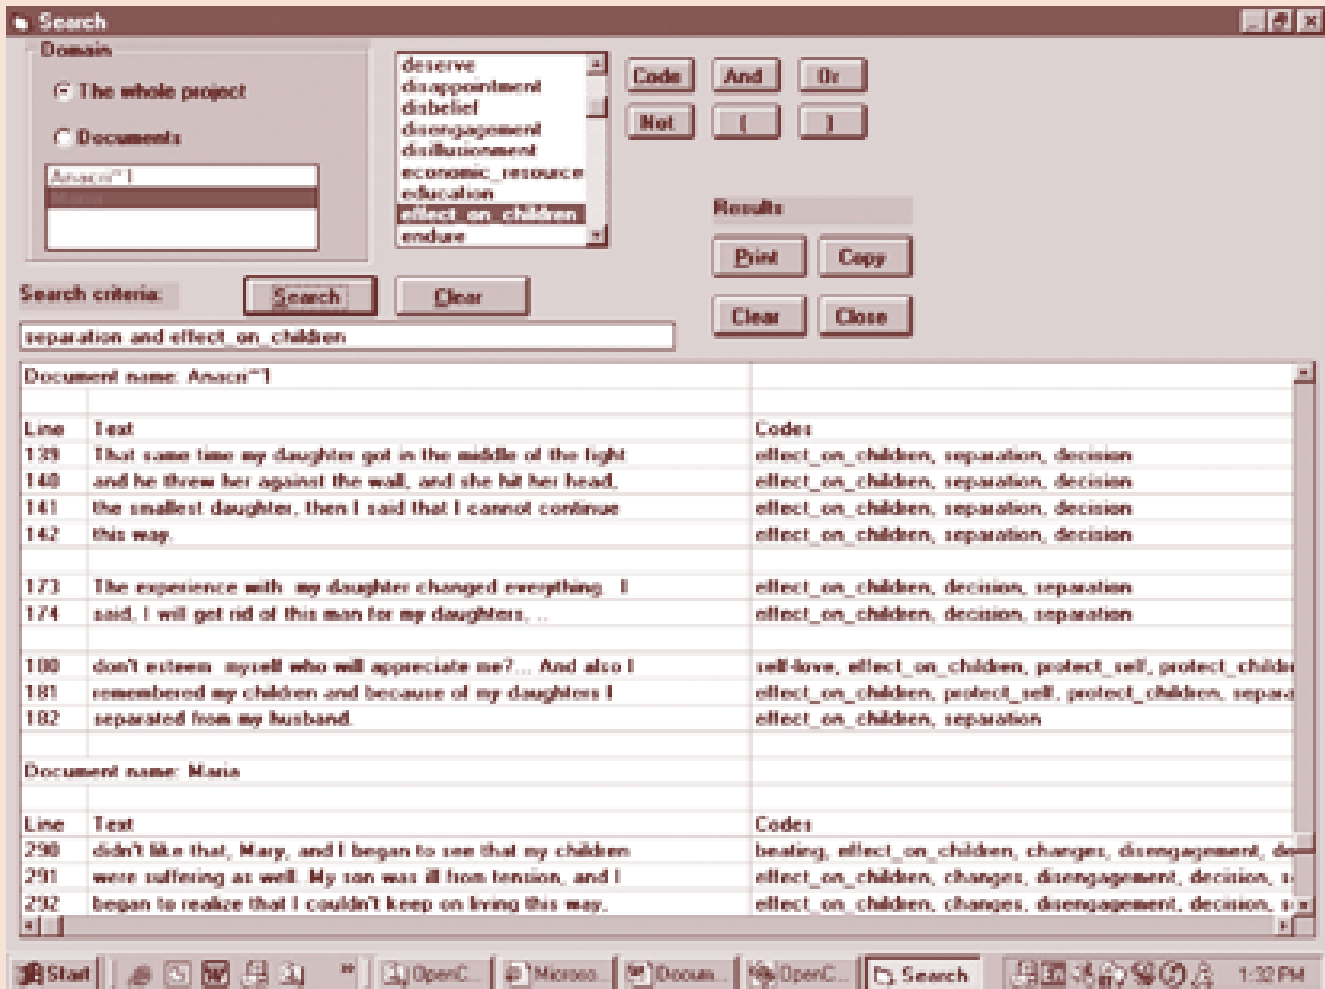 Search
Domain
The whole project
Documents
Anacri~1
Maria
deserve
disappointment
disbelief
disengagement
disillusionment
economic_resource
education
effect_on_children
endure
Code And Or
Not ( )
Results
Print Copy
Clear Close
Search criteria: Search Clear
separation and effect_on_children
Document name: Anacri~1
Line Text Codes
139 That same time my daughter got in the middle of the fight effect_on_children, separation, decision
140 and he threw her against the wall, and she hit her head, effect_on_children, separation, decision
141 the smallest daughter, then I said that I cannot continue effect_on_children, separation, decision
142 this way. effect_on_children, separation, decision
173 The experience with my daughter changed everything. I effect_on_children, decision, separation
174 said, I will get rid of this man for my daughters, .. effect_on_children, decision, separation
180 don't esteem myself who will appreciate me?... And also I self-love, effect_on_children, protect_self, protect_childre
181 remembered my children and because of my daughters I effect_on_children, protect_self, protect_children, separa
182 separated from my husband. effect_on_children, separation
Document name: Maria
Line Text Codes
290 didn't like that, Mary, and I began to see that my children beating, effect_on_children, changes, disengagement, de
291 were suffering as well. My son was ill from tension, and I effect_on_children, changes, disengagement, decision, s
292 began to realize that I couldn't keep on living this way, effect_on_children, changes, disengagement, decision, s
Start OpenC... Microso... Docum... OpenC... Search 1:32 PM